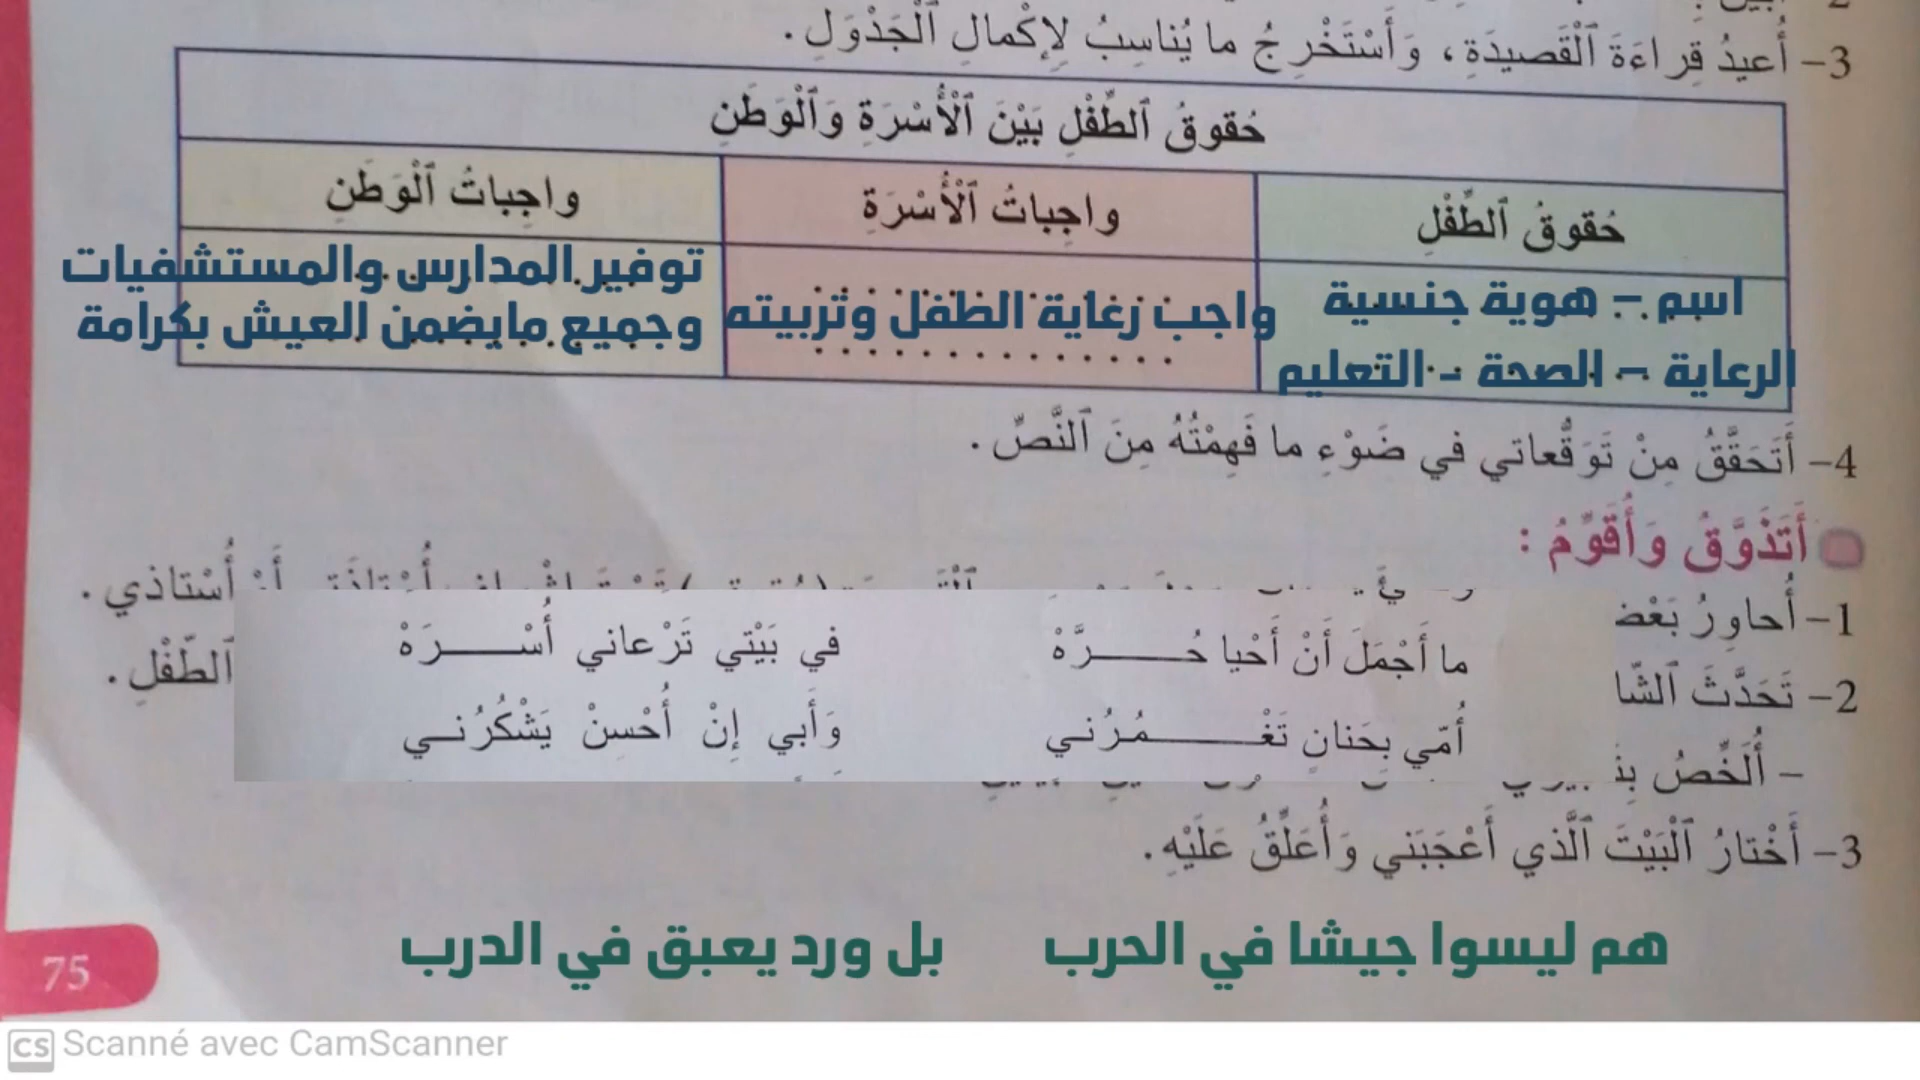 3- أُعيدُ قِراءَةَ ٱلْقَصيدَةِ، وَأَسْتَخْرِجُ ما يُناسِبُ لِإِكْمالِ ٱلْجَدْوَلِ.
حُقوقُ ٱلطِّفْلِ بَيْنَ ٱلْأُسْرَةِ وَٱلْوَطَنِ
حُقوقُ ٱلطِّفْلِ
واجِباتُ ٱلْأُسْرَةِ
واجِباتُ ٱلْوَطَنِ
اسم – هوية جنسية
الرعاية – الصحة - التعليم
واجب رعاية الطفل وتربيته
توفير المدارس والمستشفيات
وجميع مايضمن العيش بكرامة
4- أَتَحَقَّقُ مِنْ تَوَقُّعاتي في ضَوْءِ ما فَهِمْتُهُ مِنَ ٱلنَّصِّ.
أَتَذَوَّقُ وَأُقَوِّمُ :
1- أُحاوِرُ بَعْضَ أُسْتاذي.
ما أَجْمَلَ أَنْ أَحْيا حُـــرَّهْ في بَيْتي تَرْعاني أُسْـــرَهْ
2- تَحَدَّثَ ٱلطِّفْلِ.
أُمّي بِحَنانٍ تَغْـــمُرُني وَأَبي إِنْ أُحْسِنْ يَشْكُرُنـي
- أُلَخِّصُ
3- أَخْتارُ ٱلْبَيْتَ ٱلَّذي أَعْجَبَني وَأُعَلِّقُ عَلَيْهِ.
هم ليسوا جيشا في الحرب بل ورد يعبق في الدرب
75
CS Scanné avec CamScanner